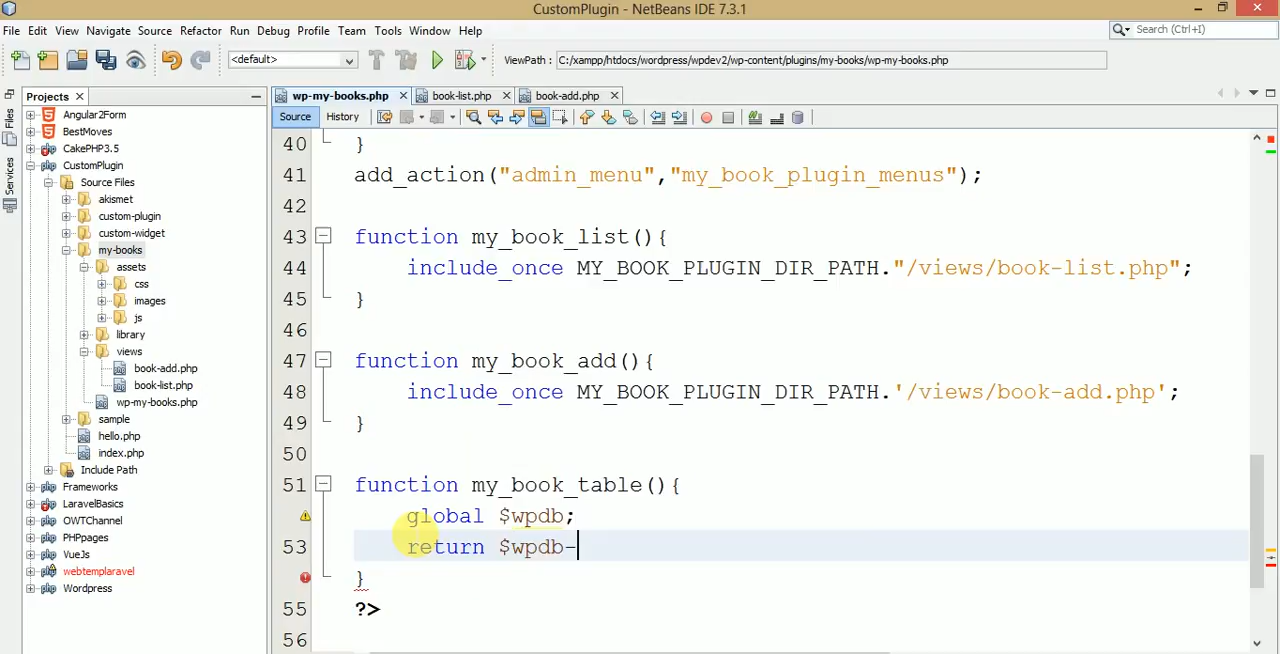 CustomPlugin - NetBeans IDE 7.3.1
File Edit View Navigate Source Refactor Run Debug Profile Team Tools Window Help
Search (Ctrl+I)
<default>
ViewPath : C:/xampp/htdocs/wordpress/wpdev2/wp-content/plugins/my-books/wp-my-books.php
Files
Services
Projects
Angular2Form
BestMoves
CakePHP3.5
CustomPlugin
Source Files
akismet
custom-plugin
custom-widget
my-books
assets
css
images
js
library
views
book-add.php
book-list.php
wp-my-books.php
sample
hello.php
index.php
Include Path
Frameworks
LaravelBasics
OWTChannel
PHPpages
VueJs
webtemplaravel
Wordpress
wp-my-books.php book-list.php book-add.php
Source History
40 }
41 add_action("admin_menu","my_book_plugin_menus");
42
43 function my_book_list(){
44 include_once MY_BOOK_PLUGIN_DIR_PATH."/views/book-list.php";
45 }
46
47 function my_book_add(){
48 include_once MY_BOOK_PLUGIN_DIR_PATH.'/views/book-add.php';
49 }
50
51 function my_book_table(){
global $wpdb;
53 return $wpdb-
}
55 ?>
56